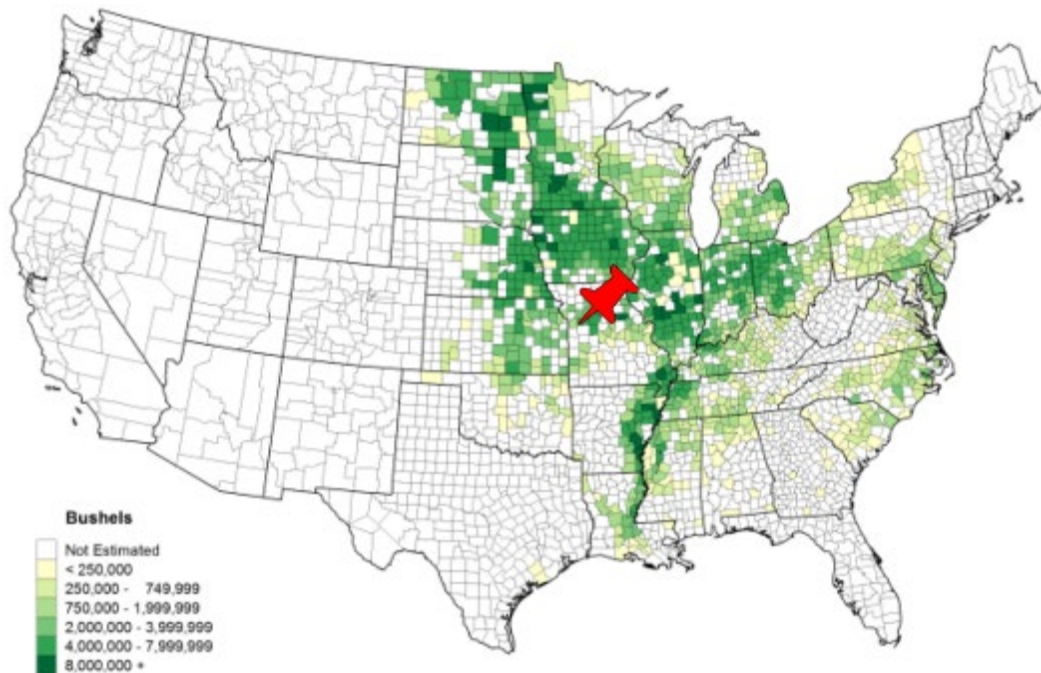 Bushels
Not Estimated
< 250,000
250,000 - 749,999
750,000 - 1,999,999
2,000,000 - 3,999,999
4,000,000 - 7,999,999
8,000,000 +